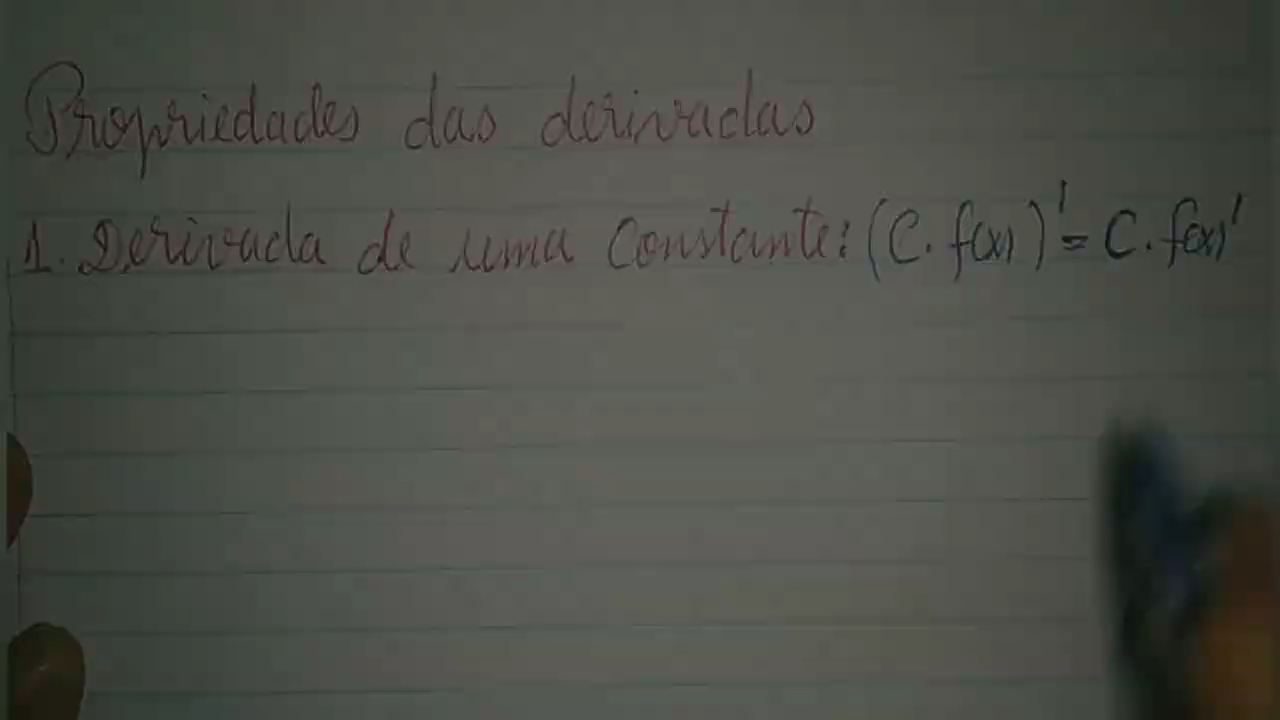 Propriedades das derivadas
1. Derivada de uma Constante: (C. f(x))' = C. f(x)'